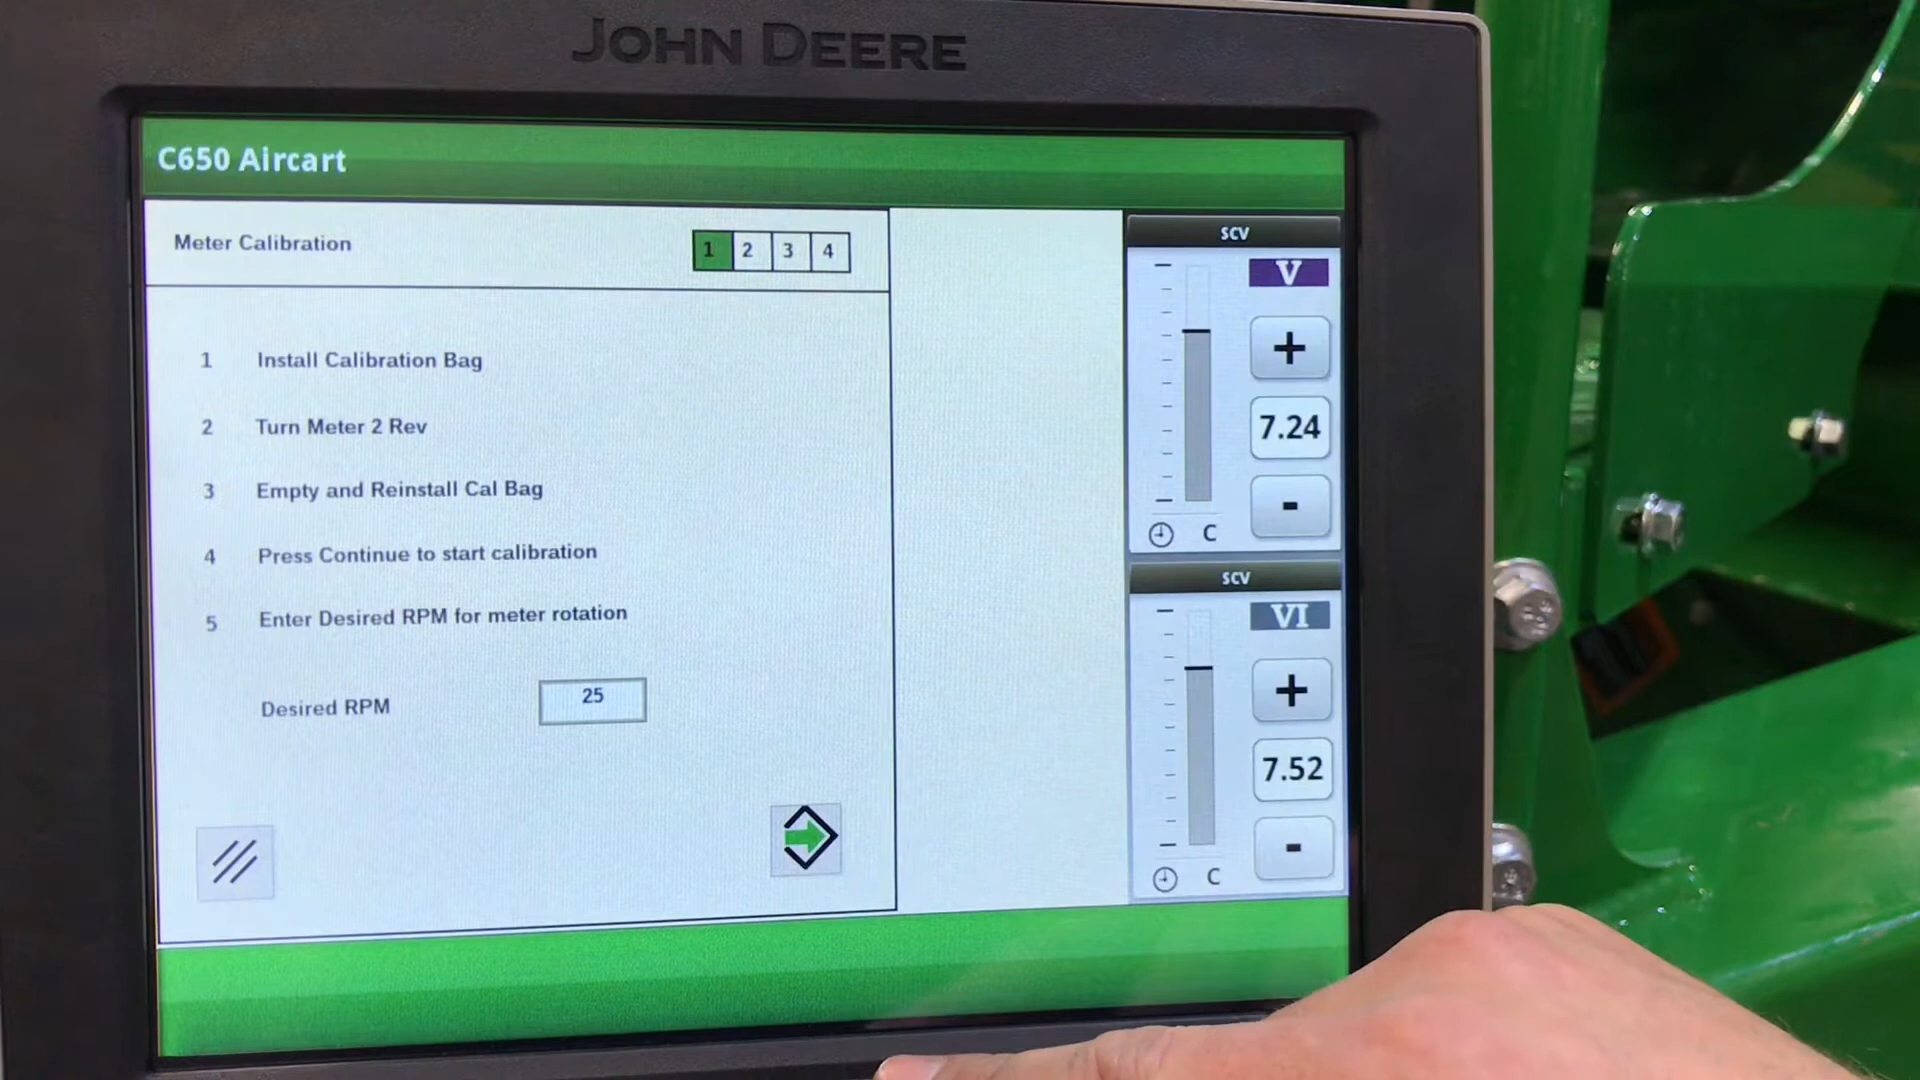 JOHN DEERE
C650 Aircart
Meter Calibration
1 2 3 4
1 Install Calibration Bag
2 Turn Meter 2 Rev
3 Empty and Reinstall Cal Bag
4 Press Continue to start calibration
5 Enter Desired RPM for meter rotation
Desired RPM 25
SCV
V
+
7.24
-
C
SCV
VI
+
7.52
-
C